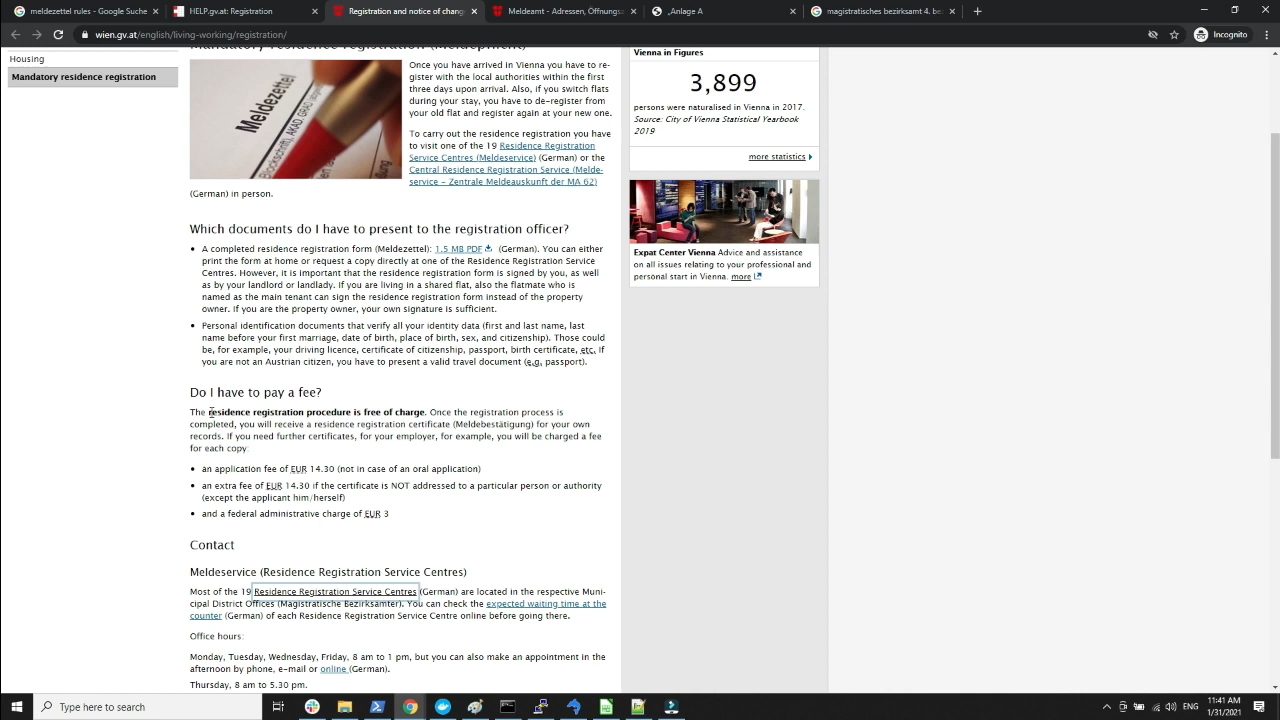 meldezettel rules - Google Suche
HELP.gv.at: Registration
Registration and notice of change
Meldeamt - Adressen, Öffnungsz
„Anlage A
magistratisches bezirksamt 4. be
wien.gv.at/english/living-working/registration/
Incognito
Housing
Mandatory residence registration
Mandatory residence registration (Meldepflicht)
Meldezettel
Once you have arrived in Vienna you have to re-
gister with the local authorities within the first
three days upon arrival. Also, if you switch flats
during your stay, you have to de-register from
your old flat and register again at your new one.
To carry out the residence registration you have
to visit one of the 19 Residence Registration
Service Centres (Meldeservice) (German) or the
Central Residence Registration Service (Melde-
service - Zentrale Meldeauskunft der MA 62)
(German) in person.
Which documents do I have to present to the registration officer?
• A completed residence registration form (Meldezettel): 1.5 MB PDF (German). You can either
print the form at home or request a copy directly at one of the Residence Registration Service
Centres. However, it is important that the residence registration form is signed by you, as well
as by your landlord or landlady. If you are living in a shared flat, also the flatmate who is
named as the main tenant can sign the residence registration form instead of the property
owner. If you are the property owner, your own signature is sufficient.
• Personal identification documents that verify all your identity data (first and last name, last
name before your first marriage, date of birth, place of birth, sex, and citizenship). Those could
be, for example, your driving licence, certificate of citizenship, passport, birth certificate, etc. If
you are not an Austrian citizen, you have to present a valid travel document (e.g. passport).
Do I have to pay a fee?
The residence registration procedure is free of charge. Once the registration process is
completed, you will receive a residence registration certificate (Meldebestätigung) for your own
records. If you need further certificates, for your employer, for example, you will be charged a fee
for each copy:
• an application fee of EUR 14.30 (not in case of an oral application)
• an extra fee of EUR 14.30 if the certificate is NOT addressed to a particular person or authority
(except the applicant him/herself)
• and a federal administrative charge of EUR 3
Contact
Meldeservice (Residence Registration Service Centres)
Most of the 19 Residence Registration Service Centres (German) are located in the respective Muni-
cipal District Offices (Magistratische Bezirksämter). You can check the expected waiting time at the
counter (German) of each Residence Registration Service Centre online before going there.
Office hours:
Monday, Tuesday, Wednesday, Friday, 8 am to 1 pm, but you can also make an appointment in the
afternoon by phone, e-mail or online (German).
Thursday, 8 am to 5.30 pm.
Vienna in Figures
3,899
persons were naturalised in Vienna in 2017.
Source: City of Vienna Statistical Yearbook
2019
more statistics
Expat Center Vienna Advice and assistance
on all issues relating to your professional and
personal start in Vienna. more
Type here to search
ENG
11:41 AM
1/31/2021